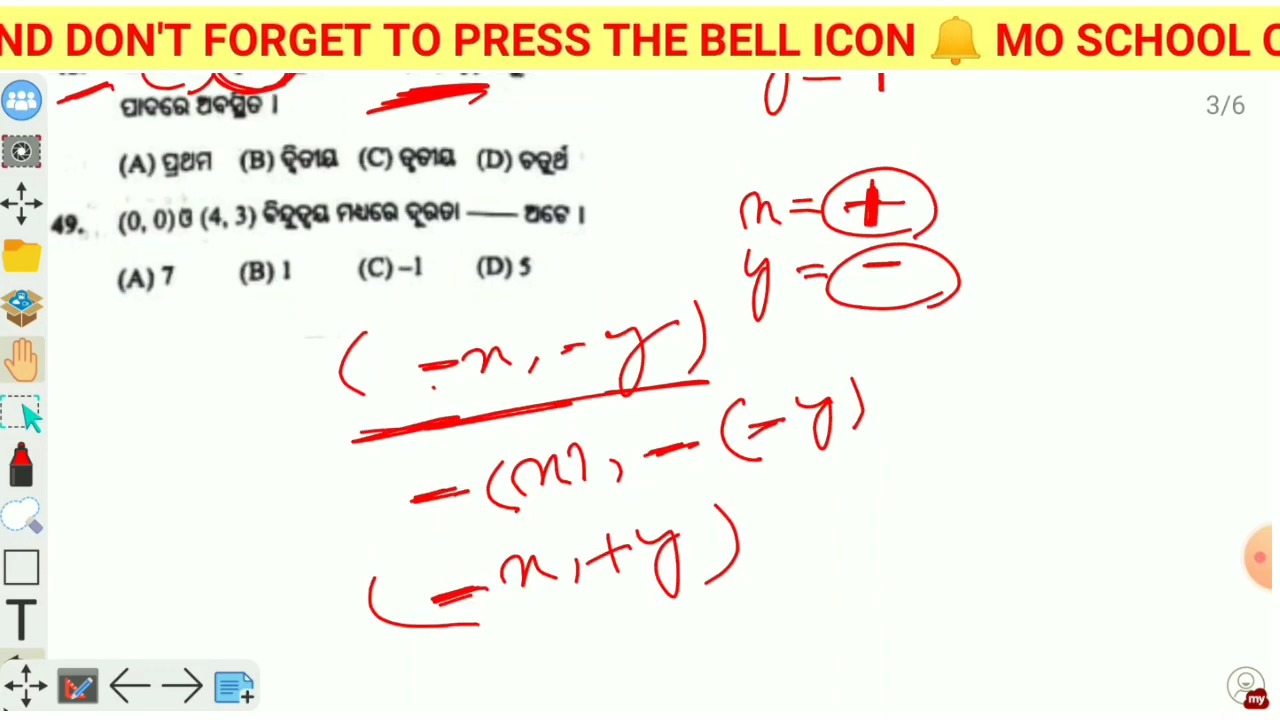 ND DON'T FORGET TO PRESS THE BELL ICON 🔔 MO SCHOOL
3/6
ପାଦରେ ଅବସ୍ଥିତ ।
(A) ପ୍ରଥମ (B) ଦ୍ୱିତୀୟ (C) ତୃତୀୟ (D) ଚତୁର୍ଥ
49. (0, 0) ଓ (4, 3) ବିନ୍ଦୁଦ୍ୱୟ ମଧ୍ୟରେ ଦୂରତା —— ଅଟେ ।
(A) 7 (B) 1 (C) –1 (D) 5
x = +
y = -
( -x, -y )
-(x), -(-y)
( -x, +y )
T
my